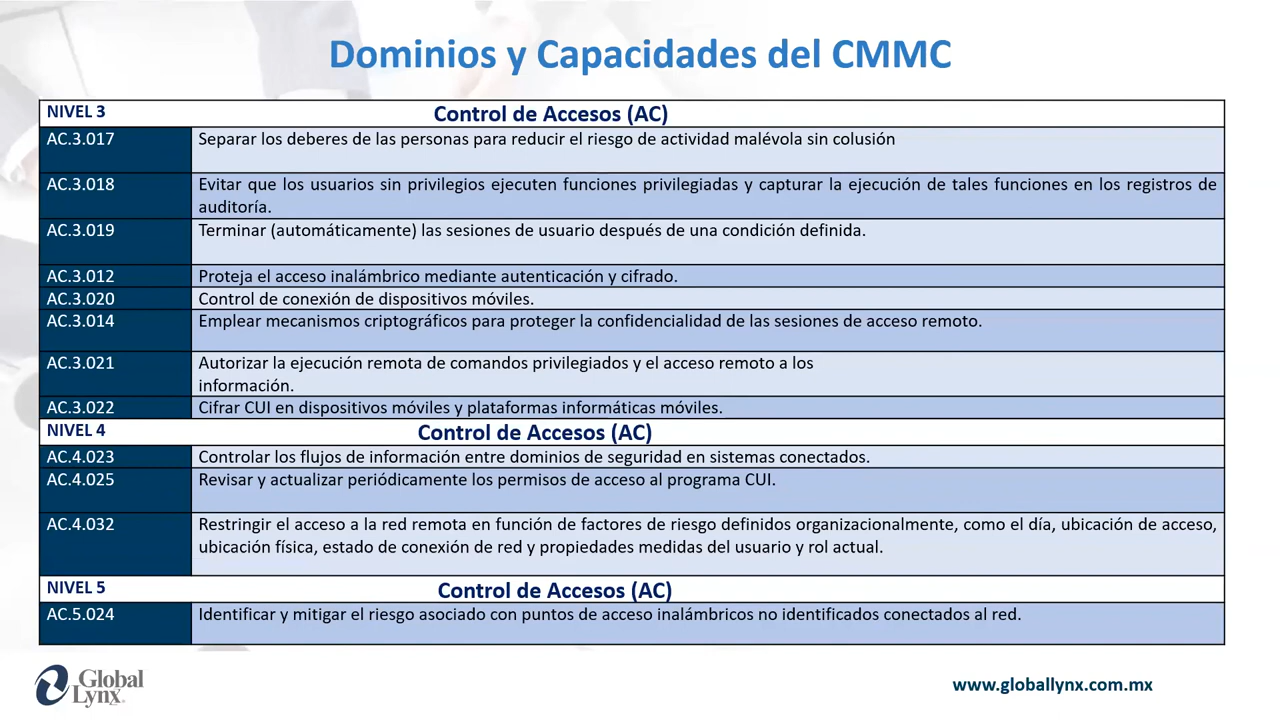 Dominios y Capacidades del CMMC
NIVEL 3 Control de Accesos (AC)
AC.3.017 Separar los deberes de las personas para reducir el riesgo de actividad malévola sin colusión
AC.3.018 Evitar que los usuarios sin privilegios ejecuten funciones privilegiadas y capturar la ejecución de tales funciones en los registros de
auditoría.
AC.3.019 Terminar (automáticamente) las sesiones de usuario después de una condición definida.
AC.3.012 Proteja el acceso inalámbrico mediante autenticación y cifrado.
AC.3.020 Control de conexión de dispositivos móviles.
AC.3.014 Emplear mecanismos criptográficos para proteger la confidencialidad de las sesiones de acceso remoto.
AC.3.021 Autorizar la ejecución remota de comandos privilegiados y el acceso remoto a los
información.
AC.3.022 Cifrar CUI en dispositivos móviles y plataformas informáticas móviles.
NIVEL 4 Control de Accesos (AC)
AC.4.023 Controlar los flujos de información entre dominios de seguridad en sistemas conectados.
AC.4.025 Revisar y actualizar periódicamente los permisos de acceso al programa CUI.
AC.4.032 Restringir el acceso a la red remota en función de factores de riesgo definidos organizacionalmente, como el día, ubicación de acceso,
ubicación física, estado de conexión de red y propiedades medidas del usuario y rol actual.
NIVEL 5 Control de Accesos (AC)
AC.5.024 Identificar y mitigar el riesgo asociado con puntos de acceso inalámbricos no identificados conectados al red.
Global
Lynx
www.globallynx.com.mx